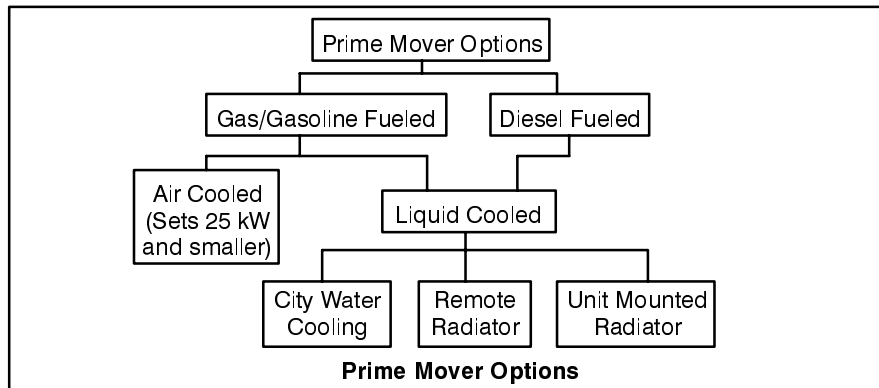 Prime Mover Options
Gas/Gasoline Fueled
Diesel Fueled
Air Cooled
(Sets 25 kW
and smaller)
Liquid Cooled
City Water
Cooling
Remote
Radiator
Unit Mounted
Radiator
Prime Mover Options